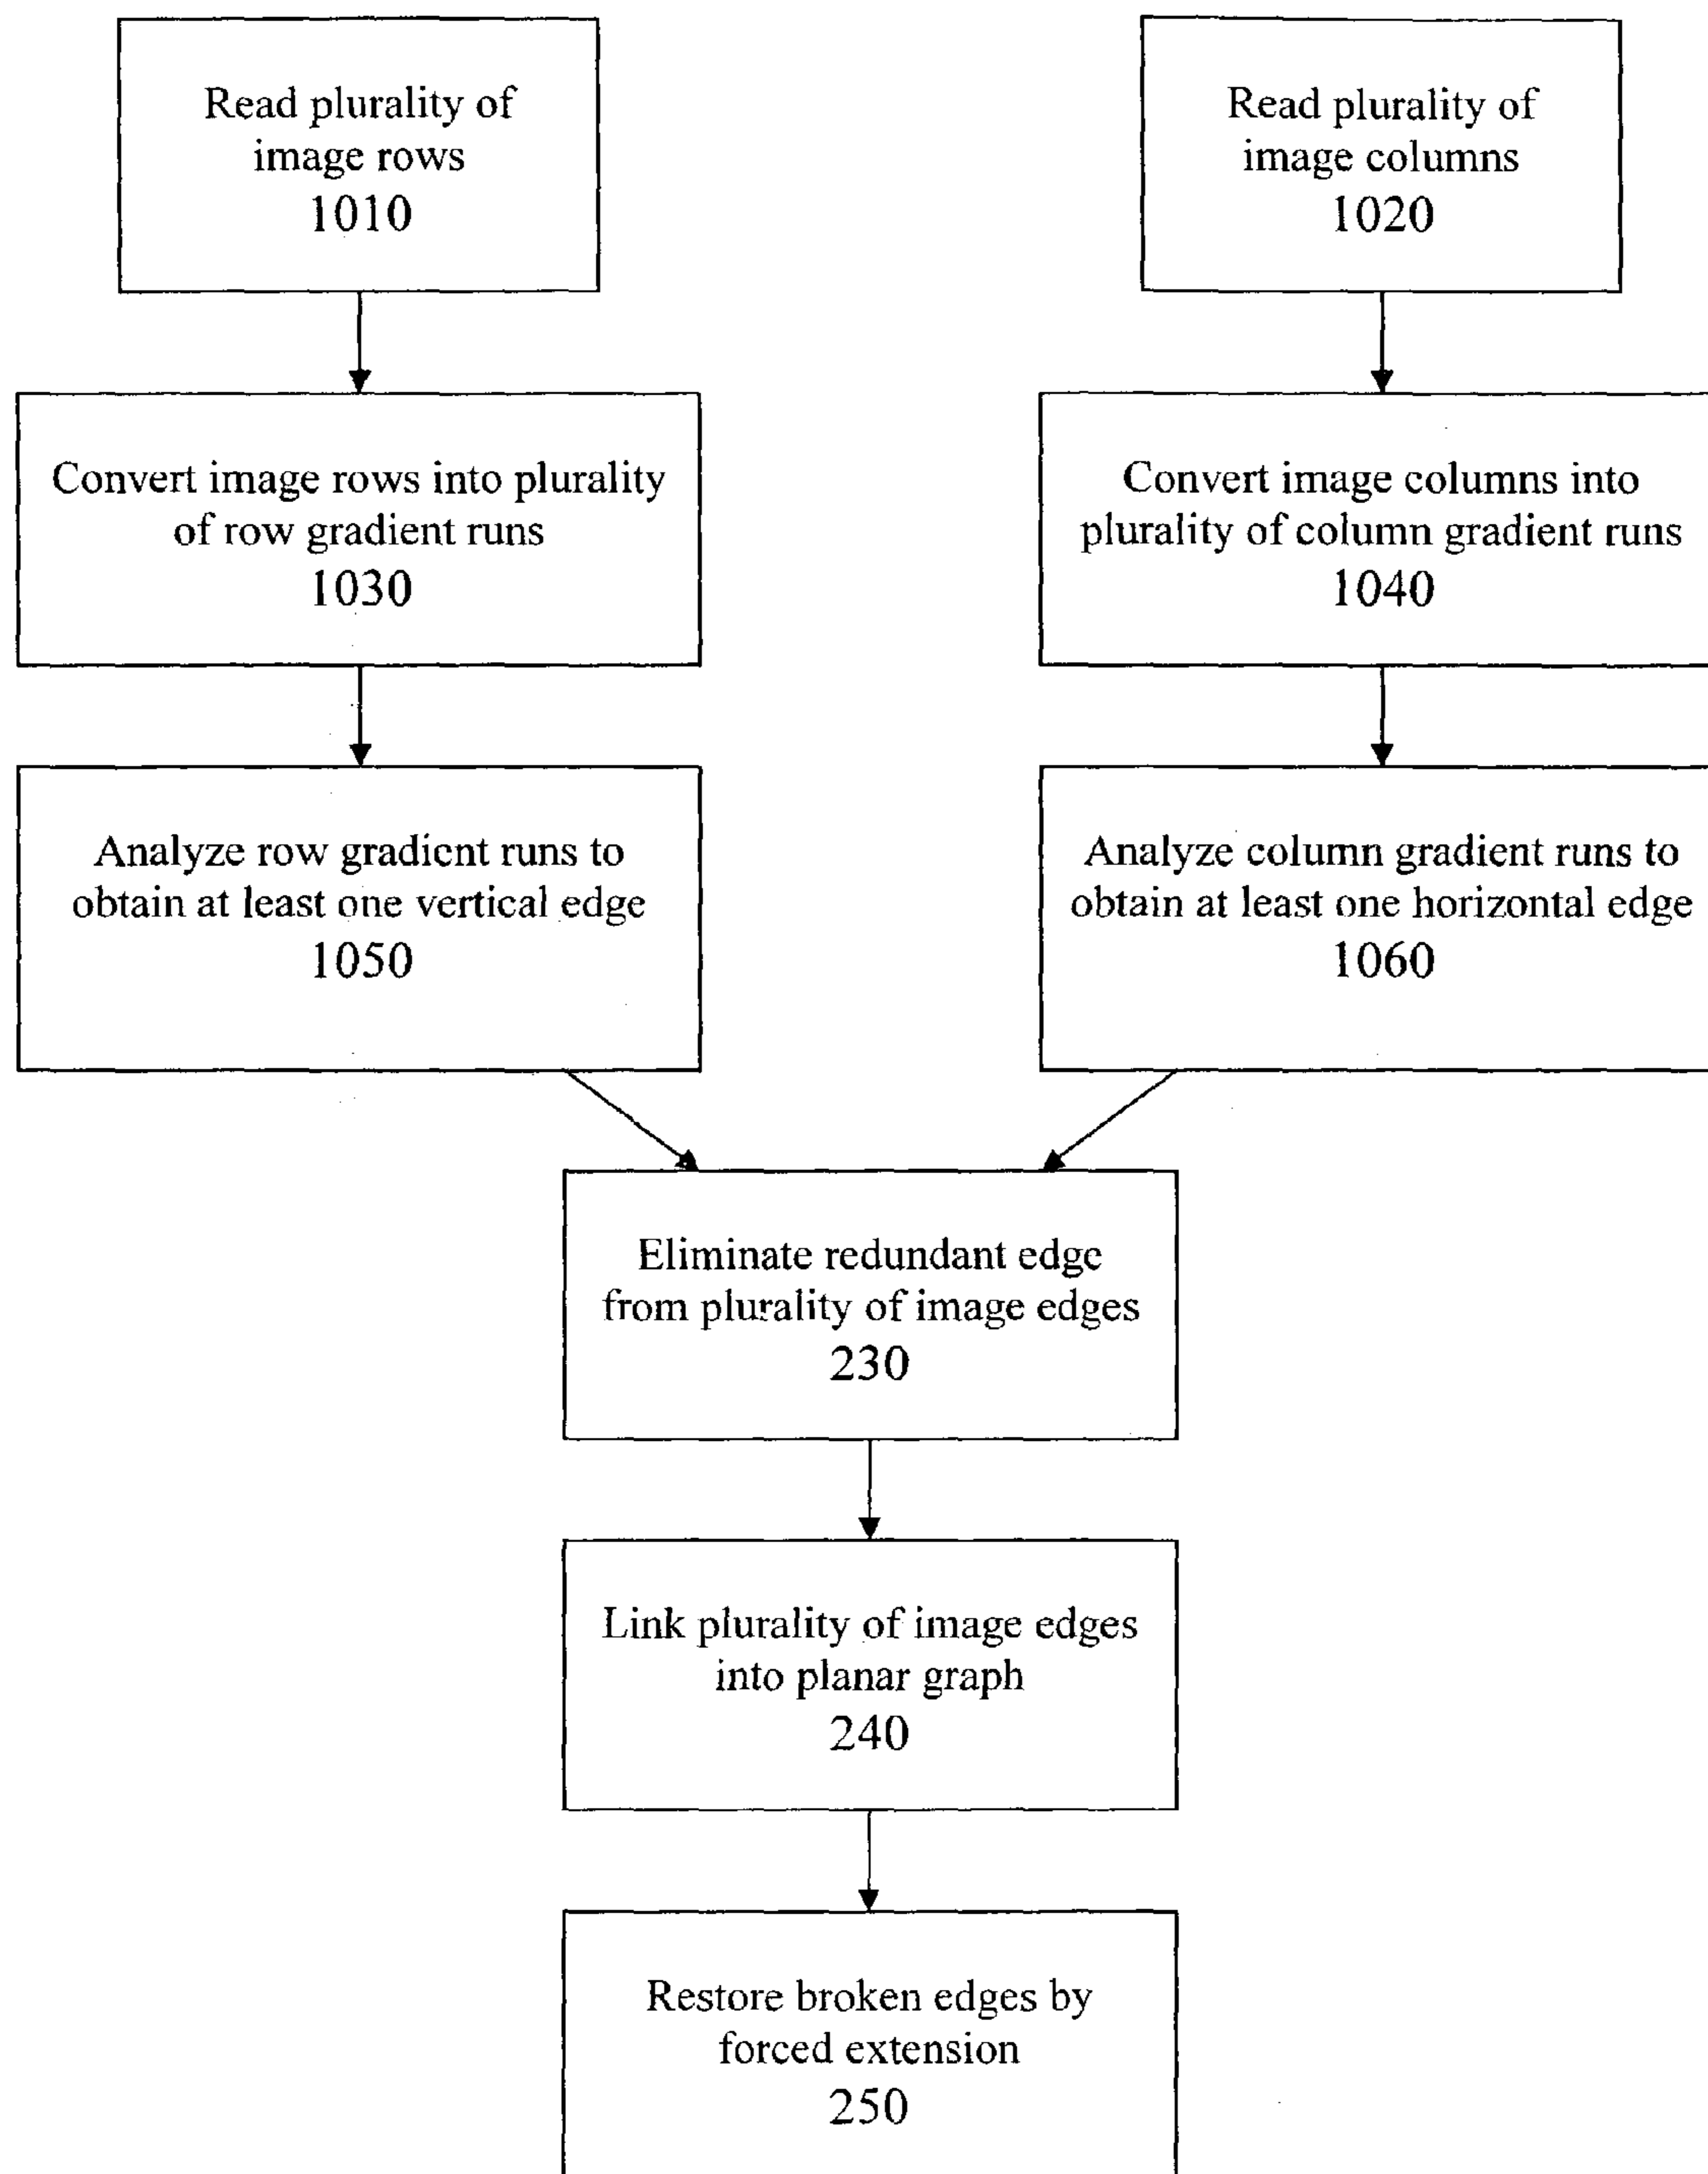 Read plurality of
image rows
1010
Read plurality of
image columns
1020
Convert image rows into plurality
of row gradient runs
1030
Convert image columns into
plurality of column gradient runs
1040
Analyze row gradient runs to
obtain at least one vertical edge
1050
Analyze column gradient runs to
obtain at least one horizontal edge
1060
Eliminate redundant edge
from plurality of image edges
230
Link plurality of image edges
into planar graph
240
Restore broken edges by
forced extension
250